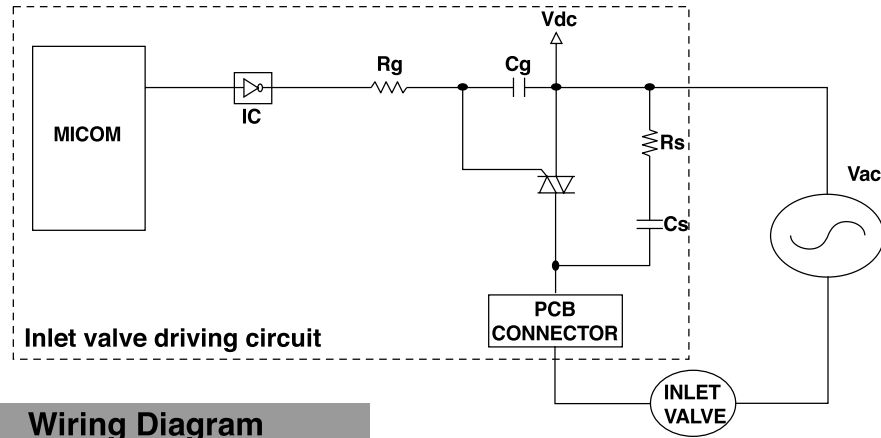 Vdc
Rg
Cg
IC
MICOM
Rs
Vac
Cs
PCB
CONNECTOR
Inlet valve driving circuit
INLET
VALVE
Wiring Diagram